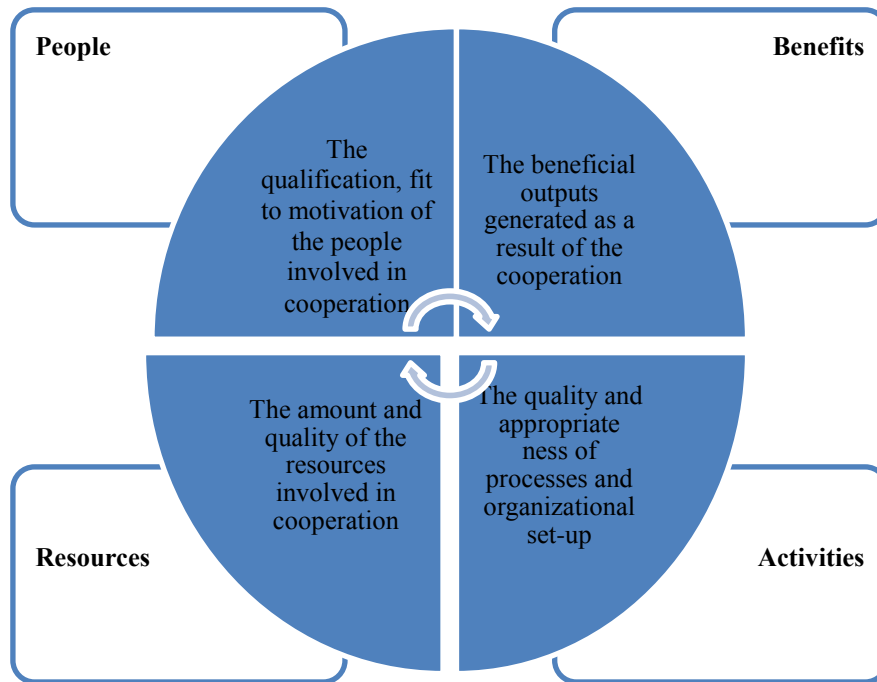 People
Benefits
The
qualification, fit
to motivation of
the people
involved in
cooperation
The beneficial
outputs
generated as a
result of the
cooperation
The amount and
quality of the
resources
involved in
cooperation
The quality and
appropriate
ness of
processes and
organizational
set-up
Resources
Activities